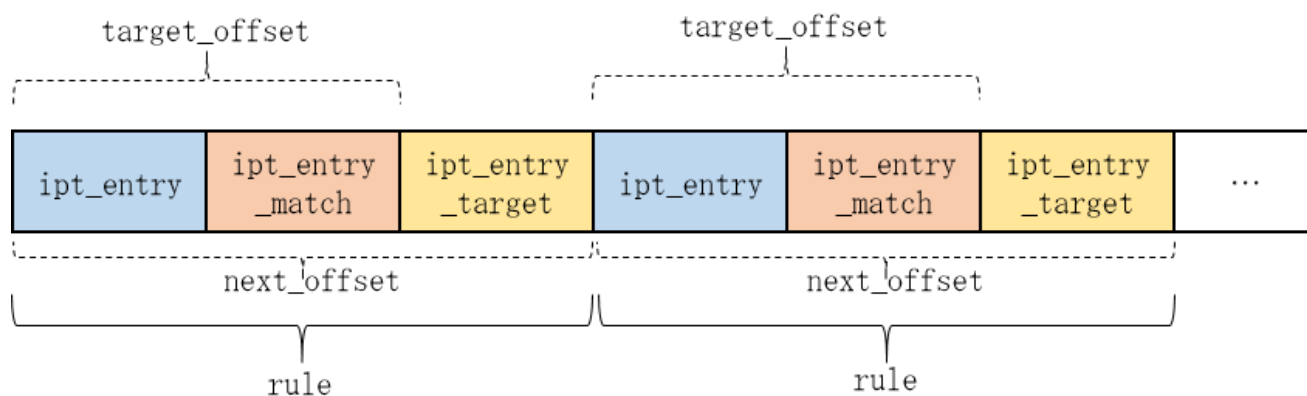 target_offset
target_offset
ipt_entry
ipt_entry
_match
ipt_entry
_target
ipt_entry
ipt_entry
_match
ipt_entry
_target
...
next_offset
next_offset
rule
rule